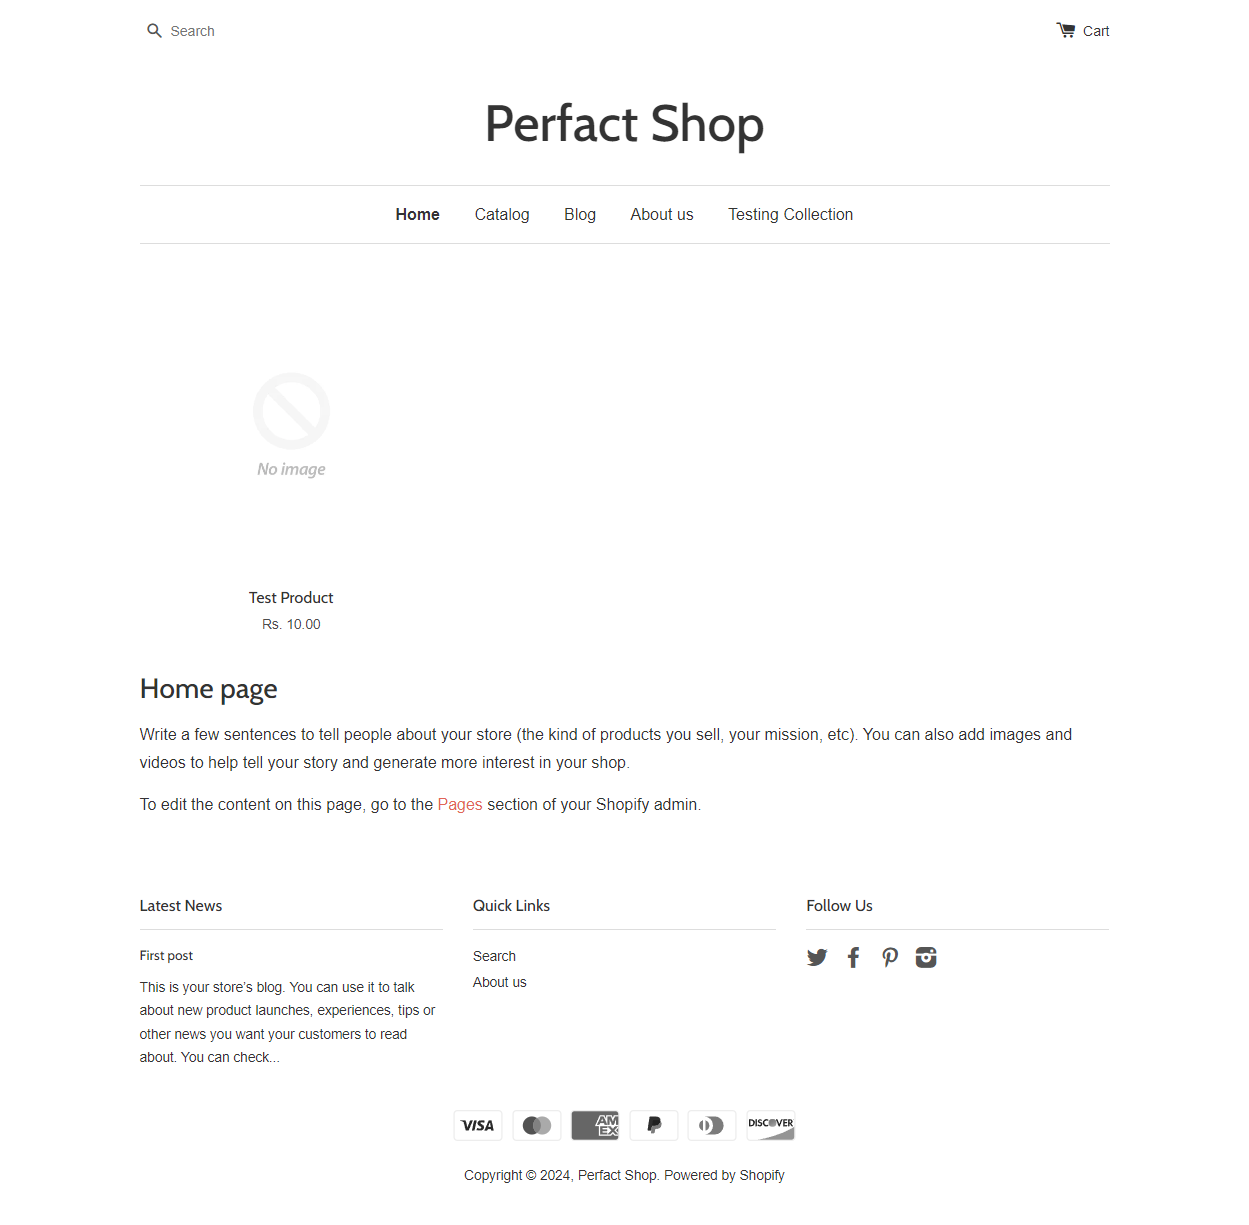 Search
Cart
Perfact Shop
Home Catalog Blog About us Testing Collection
No image
Test Product
Rs. 10.00
Home page
Write a few sentences to tell people about your store (the kind of products you sell, your mission, etc). You can also add images and
videos to help tell your story and generate more interest in your shop.
To edit the content on this page, go to the Pages section of your Shopify admin.
Latest News
First post
This is your store’s blog. You can use it to talk
about new product launches, experiences, tips or
other news you want your customers to read
about. You can check...
Quick Links
Search
About us
Follow Us
VISA
AM
EX
DISCOVER
Copyright © 2024, Perfact Shop. Powered by Shopify